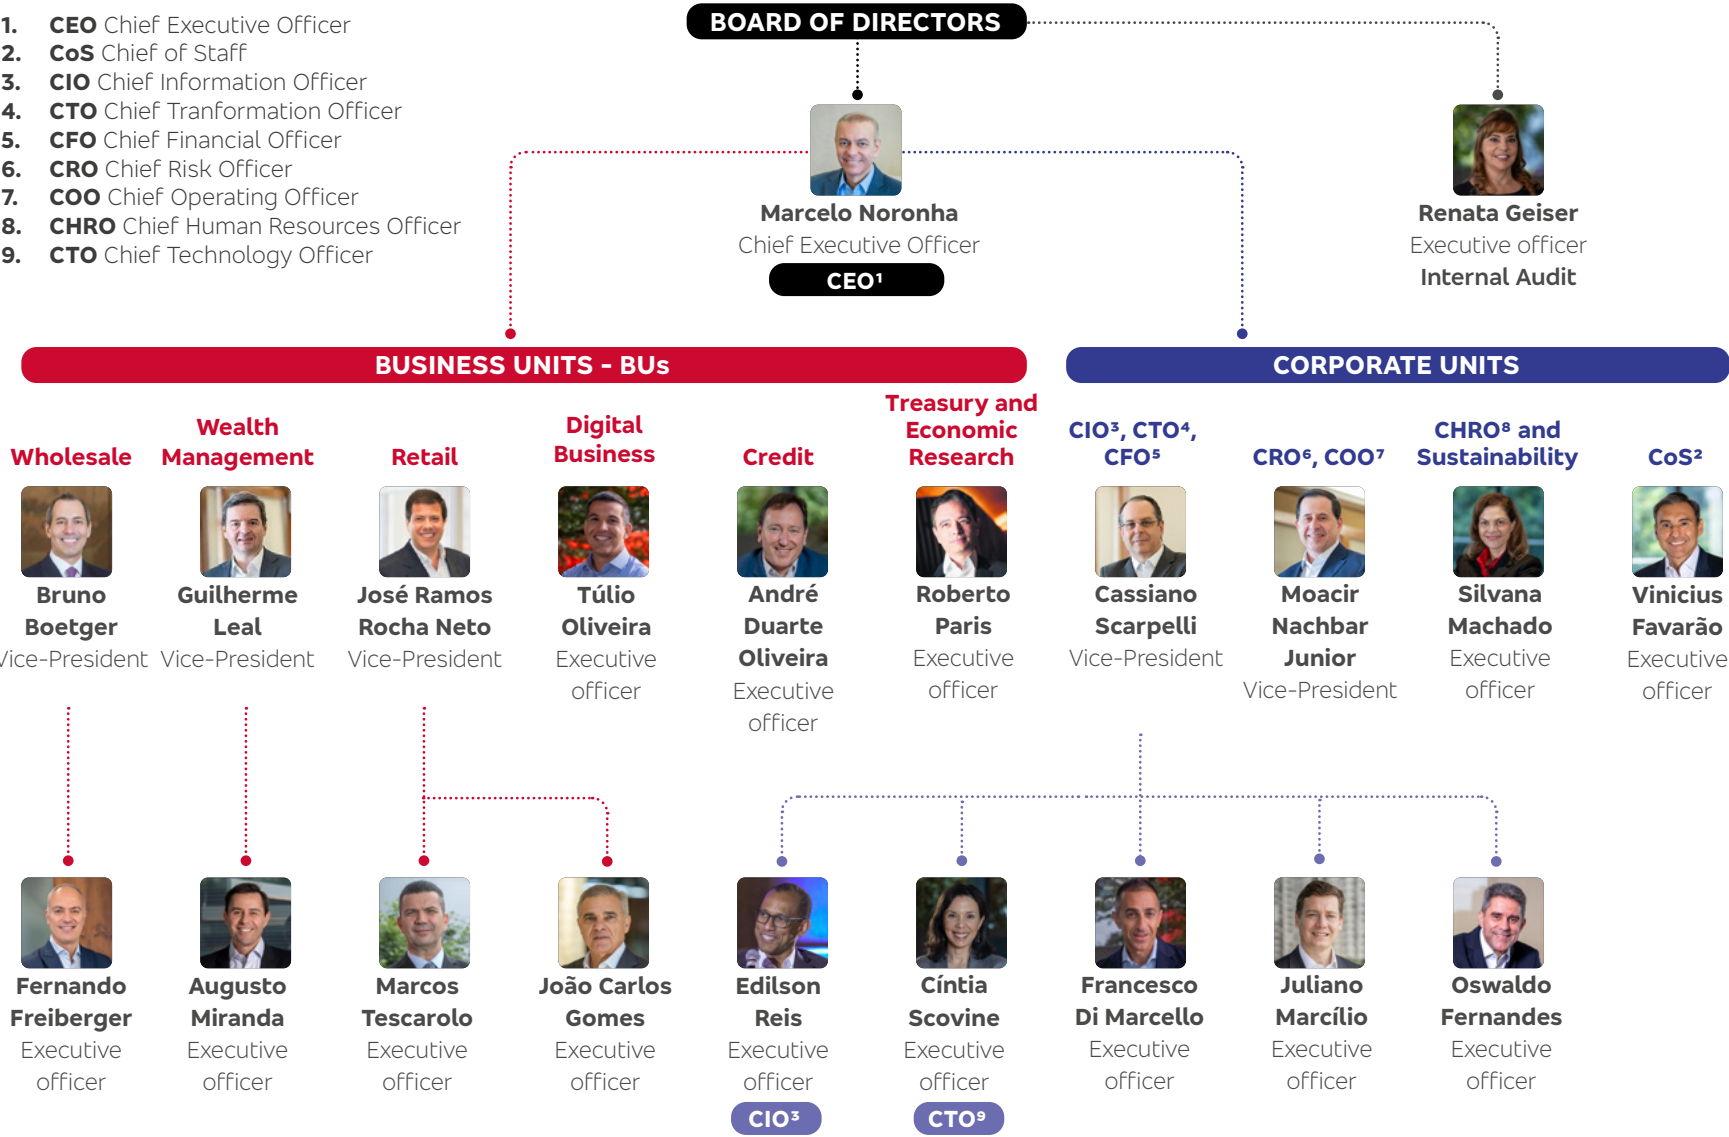 1. CEO Chief Executive Officer
2. CoS Chief of Staff
3. CIO Chief Information Officer
4. CTO Chief Tranformation Officer
5. CFO Chief Financial Officer
6. CRO Chief Risk Officer
7. COO Chief Operating Officer
8. CHRO Chief Human Resources Officer
9. CTO Chief Technology Officer
BOARD OF DIRECTORS
Marcelo Noronha
Chief Executive Officer
CEO¹
Renata Geiser
Executive officer
Internal Audit
BUSINESS UNITS - BUs
Wholesale
Bruno
Boetger
Vice-President
Wealth
Management
Guilherme
Leal
Vice-President
Retail
José Ramos
Rocha Neto
Vice-President
Digital
Business
Túlio
Oliveira
Executive
officer
Credit
André
Duarte
Oliveira
Executive
officer
Treasury and
Economic
Research
Roberto
Paris
Executive
officer
CORPORATE UNITS
CIO³, CTO⁴,
CFO⁵
Cassiano
Scarpelli
Vice-President
CRO⁶, COO⁷
Moacir
Nachbar
Junior
Vice-President
CHRO⁸ and
Sustainability
Silvana
Machado
Executive
officer
CoS²
Vinicius
Favarão
Executive
officer
Fernando
Freiberger
Executive
officer
Augusto
Miranda
Executive
officer
Marcos
Tescarolo
Executive
officer
João Carlos
Gomes
Executive
officer
Edilson
Reis
Executive
officer
CIO³
Cíntia
Scovine
Executive
officer
CTO⁹
Francesco
Di Marcello
Executive
officer
Juliano
Marcílio
Executive
officer
Oswaldo
Fernandes
Executive
officer